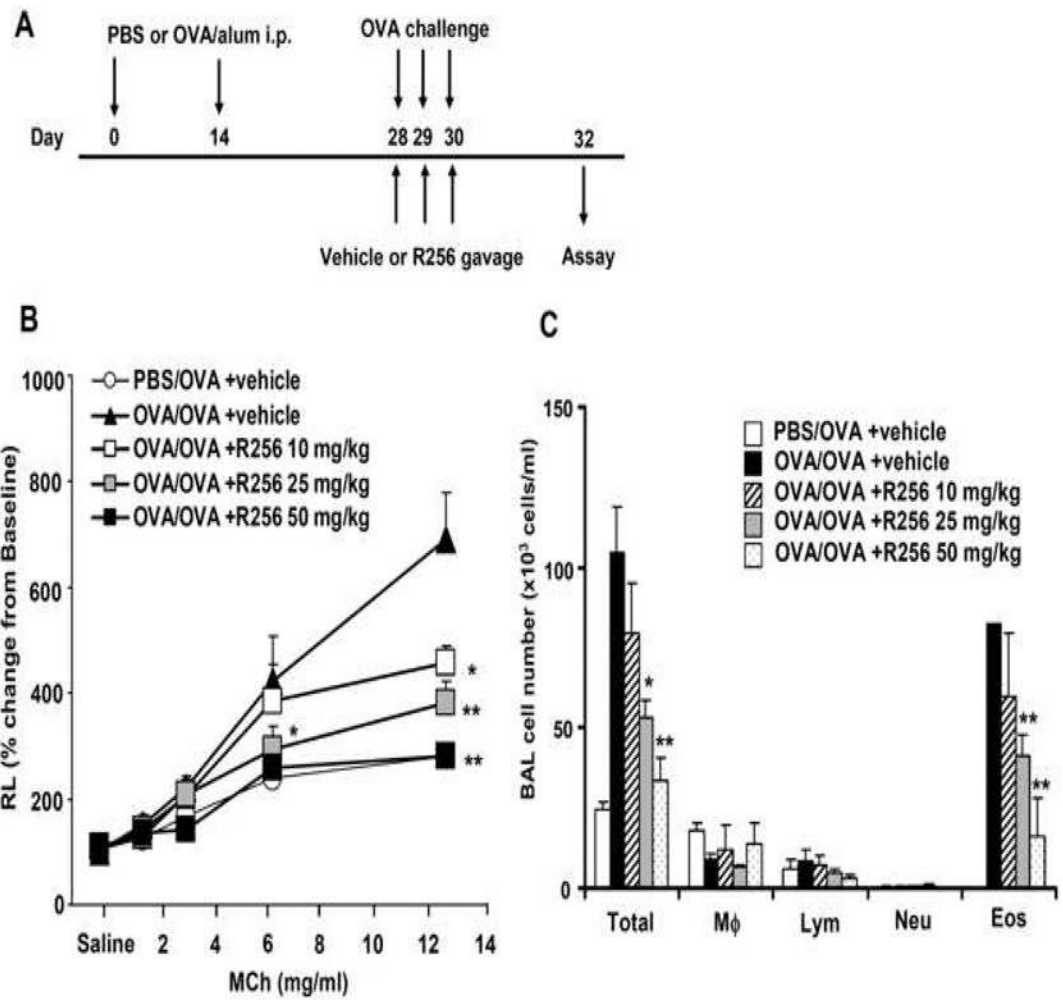 A
PBS or OVA/alum i.p.
OVA challenge
Day 0 14 28 29 30 32
Vehicle or R256 gavage Assay
B
RL (% change from Baseline)
1000
800
600
400
200
0
PBS/OVA +vehicle
OVA/OVA +vehicle
OVA/OVA +R256 10 mg/kg
OVA/OVA +R256 25 mg/kg
OVA/OVA +R256 50 mg/kg
*
*
**
**
Saline 2 4 6 8 10 12 14
MCh (mg/ml)
C
BAL cell number (x10³ cells/ml)
150
100
50
0
PBS/OVA +vehicle
OVA/OVA +vehicle
OVA/OVA +R256 10 mg/kg
OVA/OVA +R256 25 mg/kg
OVA/OVA +R256 50 mg/kg
*
**
**
**
Total Mϕ Lym Neu Eos